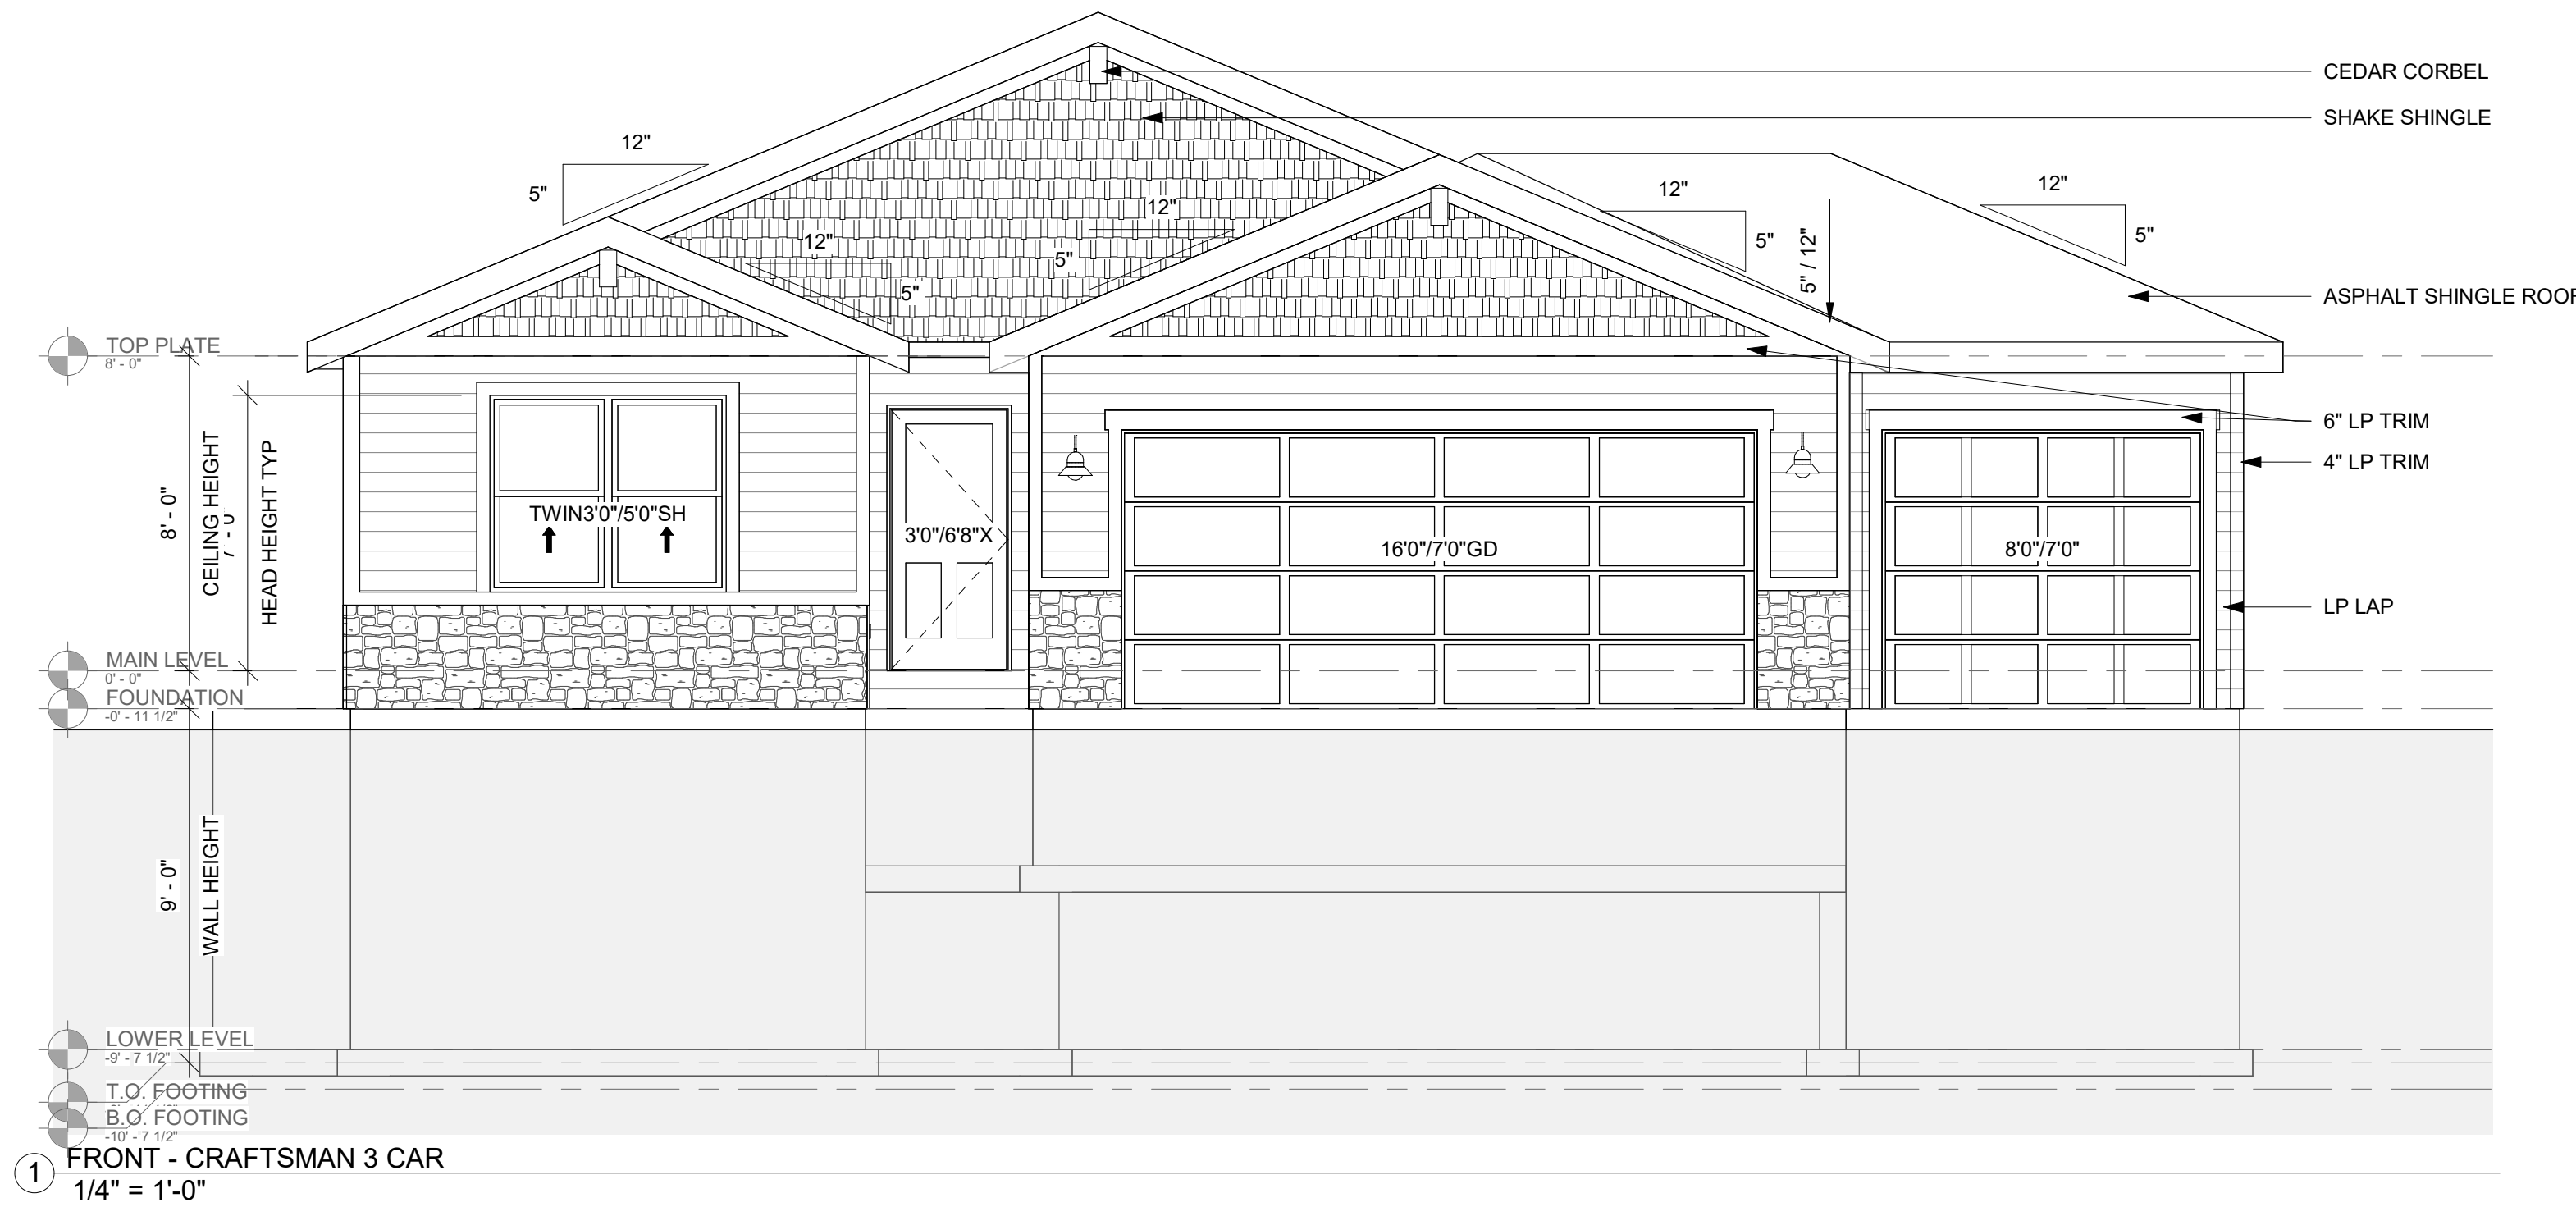 CEDAR CORBEL
SHAKE SHINGLE
12"
5"
12"
5"
12"
5"
12"
5"
5" / 12"
12"
5"
ASPHALT SHINGLE ROOF
TOP PLATE
8' - 0"
6" LP TRIM
4" LP TRIM
LP LAP
8' - 0"
CEILING HEIGHT
HEAD HEIGHT TYP
TWIN3'0"/5'0"SH
3'0"/6'8"X
16'0"/7'0"GD
8'0"/7'0"
MAIN LEVEL
0' - 0"
FOUNDATION
-0' - 11 1/2"
9' - 0"
WALL HEIGHT
LOWER LEVEL
-9' - 7 1/2"
T.O. FOOTING
B.O. FOOTING
-10' - 7 1/2"
1
FRONT - CRAFTSMAN 3 CAR
1/4" = 1'-0"